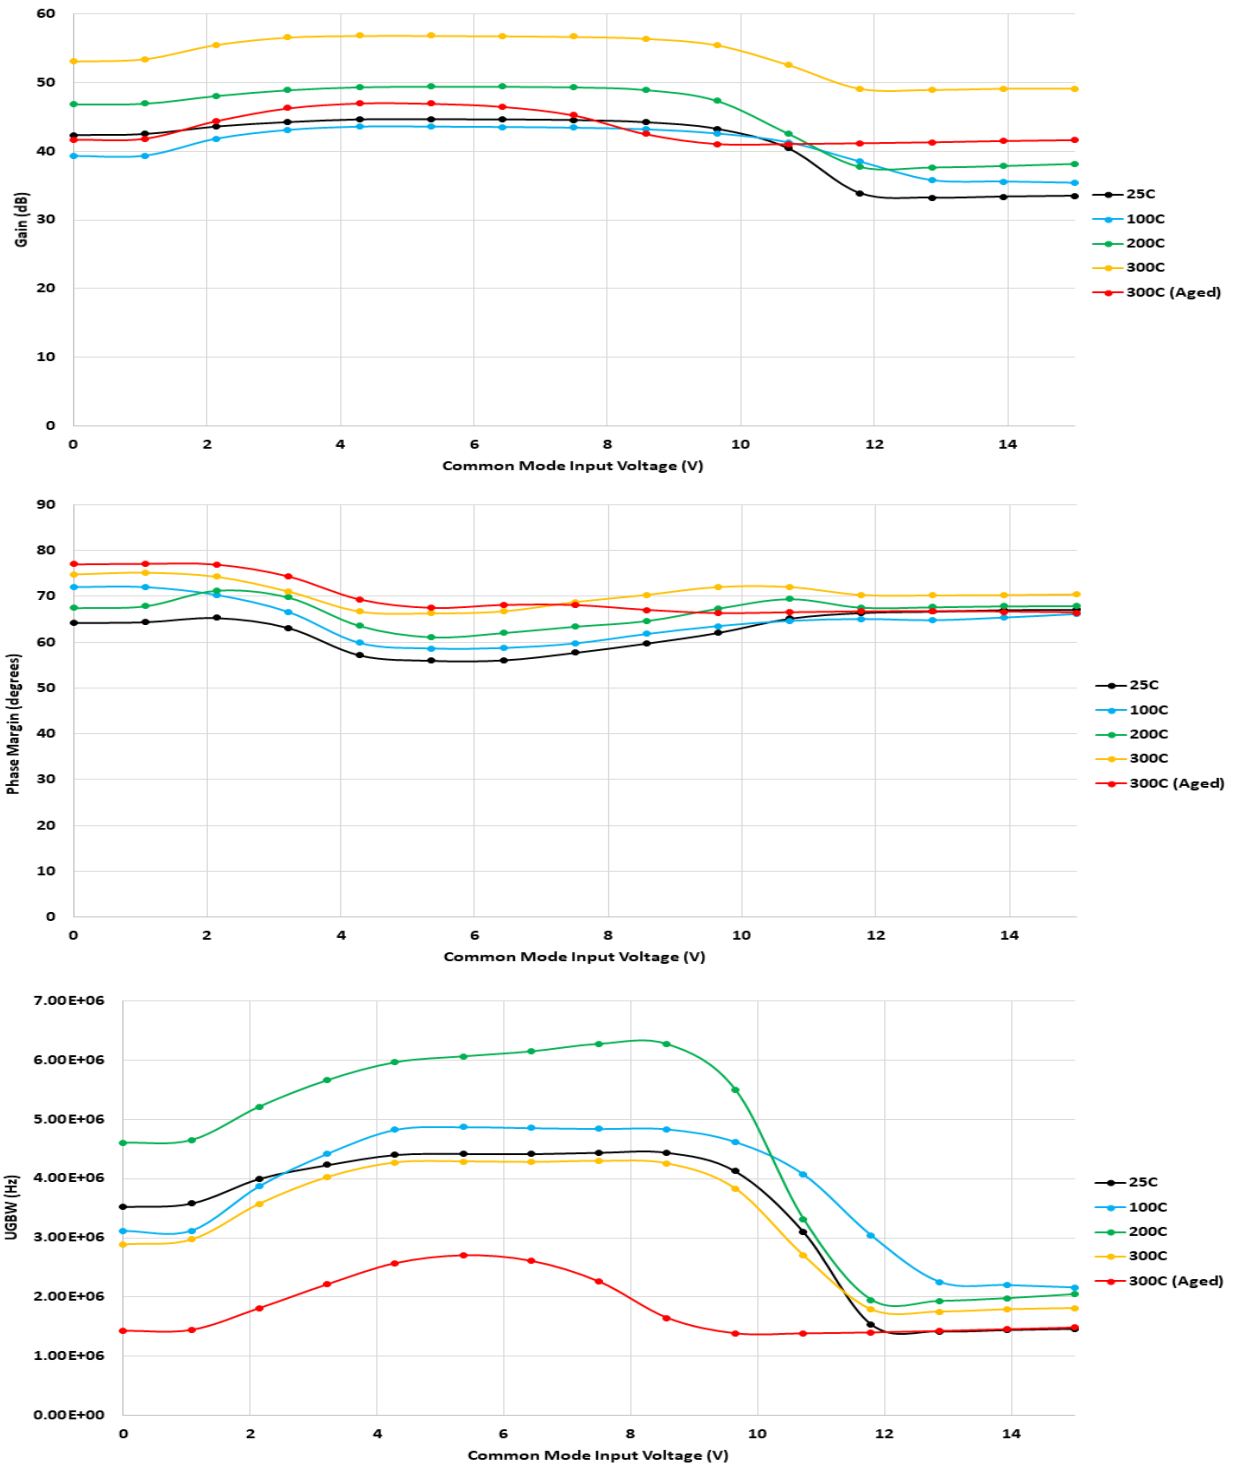 60
50
40
30
20
10
0
Gain (dB)
0 2 4 6 8 10 12 14
Common Mode Input Voltage (V)
25C
100C
200C
300C
300C (Aged)
90
80
70
60
50
40
30
20
10
0
Phase Margin (degrees)
0 2 4 6 8 10 12 14
Common Mode Input Voltage (V)
25C
100C
200C
300C
300C (Aged)
7.00E+06
6.00E+06
5.00E+06
4.00E+06
3.00E+06
2.00E+06
1.00E+06
0.00E+00
UGBW (Hz)
0 2 4 6 8 10 12 14
Common Mode Input Voltage (V)
25C
100C
200C
300C
300C (Aged)